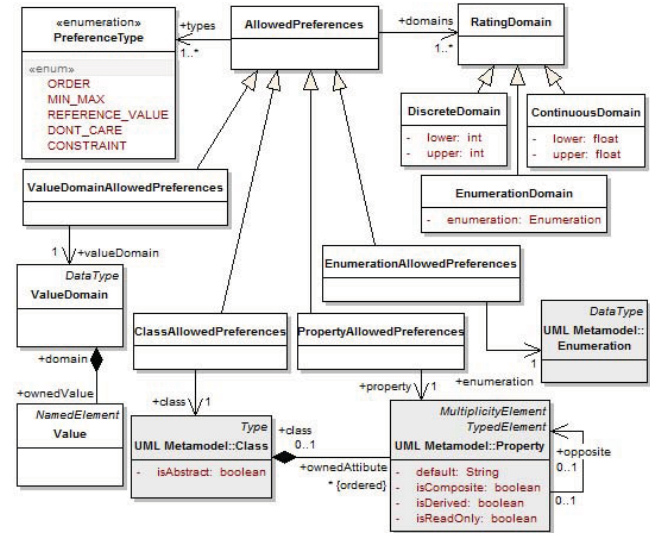 «enumeration»
PreferenceType
«enum»
ORDER
MIN_MAX
REFERENCE_VALUE
DONT_CARE
CONSTRAINT
+types
1..*
AllowedPreferences
+domains
1..*
RatingDomain
DiscreteDomain
- lower: int
- upper: int
ContinuousDomain
- lower: float
- upper: float
EnumerationDomain
- enumeration: Enumeration
ValueDomainAllowedPreferences
1
+valueDomain
DataType
ValueDomain
+domain
+ownedValue
NamedElement
Value
EnumerationAllowedPreferences
ClassAllowedPreferences
PropertyAllowedPreferences
DataType
UML Metamodel::
Enumeration
1
+enumeration
+class
1
+property
1
Type
UML Metamodel::Class
- isAbstract: boolean
+class
0..1
+ownedAttibute
* {ordered}
MultiplicityElement
TypedElement
UML Metamodel::Property
- default: String
- isComposite: boolean
- isDerived: boolean
- isReadOnly: boolean
+opposite
0..1
0..1